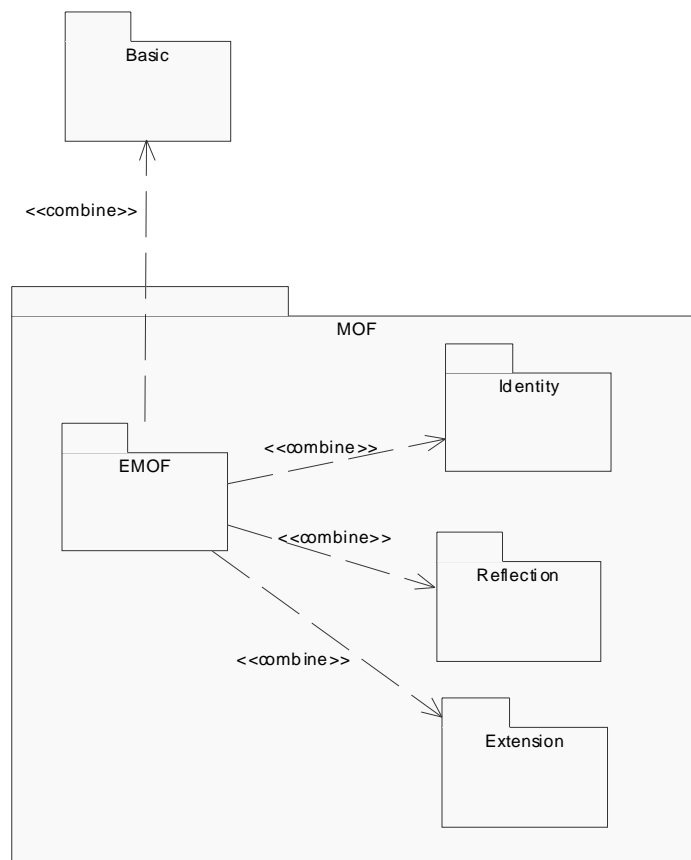 Basic
<<combine>>
MOF
Identity
<<combine>>
EMOF
<<combine>>
Reflection
<<combine>>
Extension